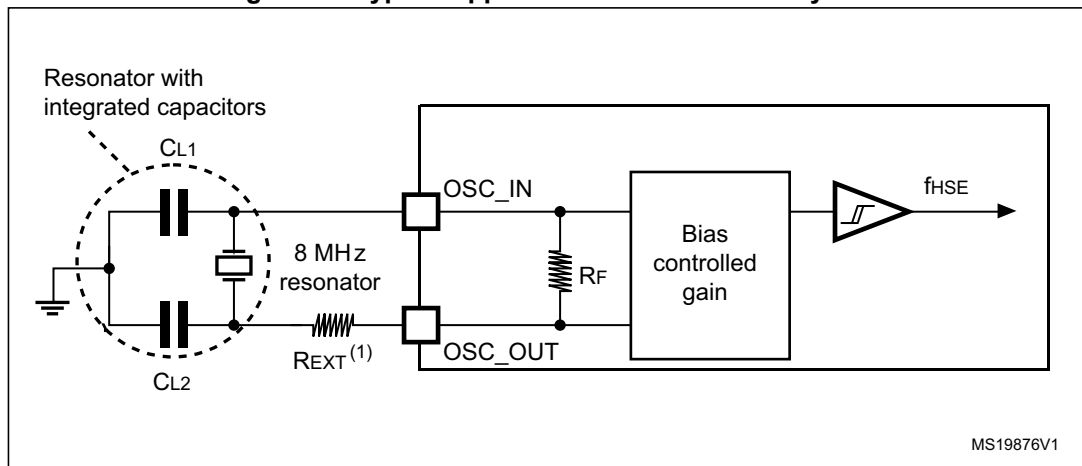 Resonator with
integrated capacitors
CL1
OSC_IN
fHSE
8 MHz
resonator
RF
Bias
controlled
gain
REXT (1)
OSC_OUT
CL2
MS19876V1